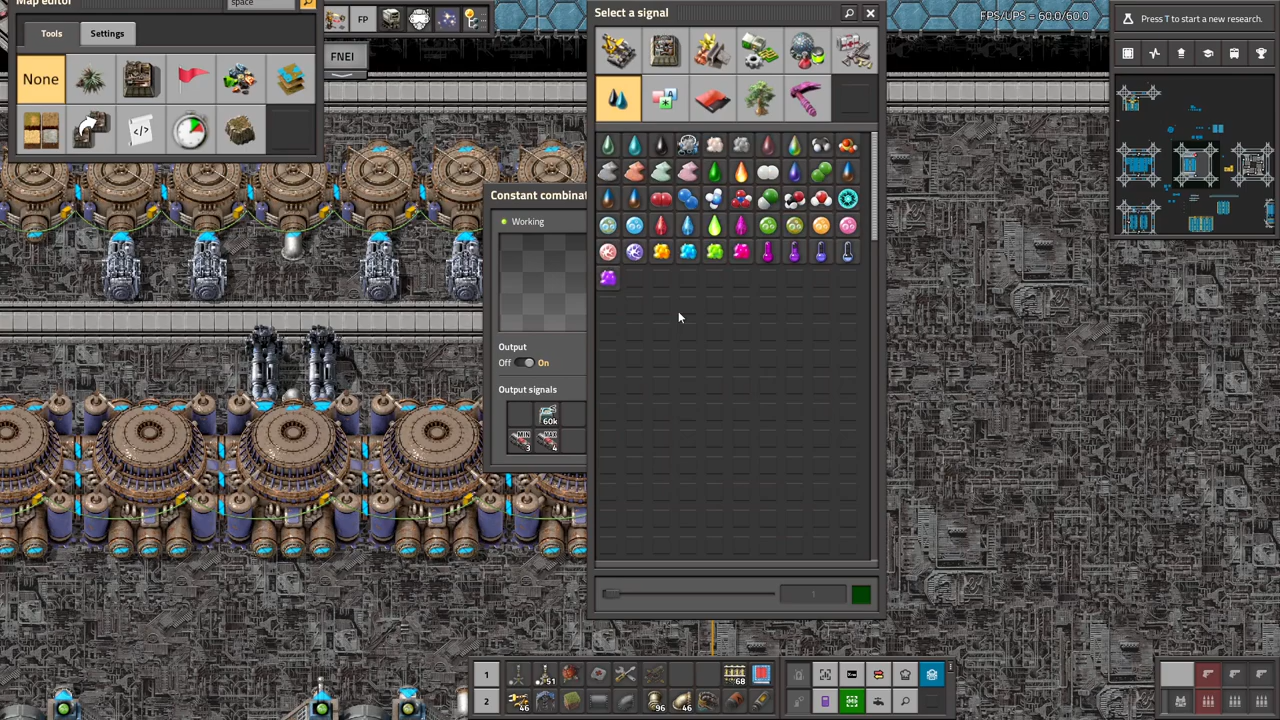 Map editor
space
Tools
Settings
None
FP
FNEI
Select a signal
FPS/UPS = 60.0/60.0
Press T to start a new research.
Constant combinat
Working
Output
Off
On
Output signals
60k
MIN
3
MAX
4
1
1
51
68
2
46
96
46